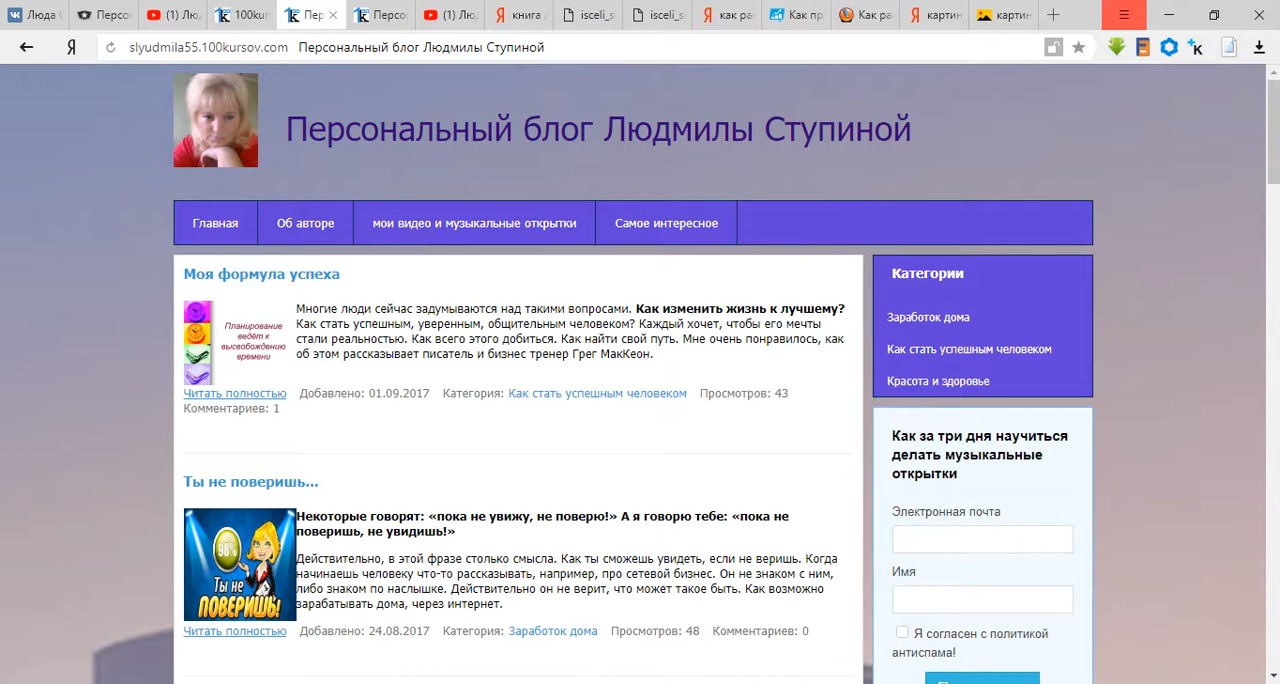 Люда
Персо
(1) Лю
100kur
Пер
Персо
(1) Лю
книга
isceli_s
isceli_s
как ра
Как пр
Как ра
картин
картин
slyudmila55.100kursov.com Персональный блог Людмилы Ступиной
Персональный блог Людмилы Ступиной
Главная
Об авторе
мои видео и музыкальные открытки
Самое интересное
Моя формула успеха
Планирование
ведёт к
высвобождению
времени
Многие люди сейчас задумываются над такими вопросами. Как изменить жизнь к лучшему?
Как стать успешным, уверенным, общительным человеком? Каждый хочет, чтобы его мечты
стали реальностью. Как всего этого добиться. Как найти свой путь. Мне очень понравилось, как
об этом рассказывает писатель и бизнес тренер Грег МакКеон.
Читать полностью Добавлено: 01.09.2017 Категория: Как стать успешным человеком Просмотров: 43
Комментариев: 1
Ты не поверишь...
98%
Ты не
ПОВЕРИШЬ!
Некоторые говорят: «пока не увижу, не поверю!» А я говорю тебе: «пока не
поверишь, не увидишь!»
Действительно, в этой фразе столько смысла. Как ты сможешь увидеть, если не веришь. Когда
начинаешь человеку что-то рассказывать, например, про сетевой бизнес. Он не знаком с ним,
либо знаком по наслышке. Действительно он не верит, что может такое быть. Как возможно
зарабатывать дома, через интернет.
Читать полностью Добавлено: 24.08.2017 Категория: Заработок дома Просмотров: 48 Комментариев: 0
Категории
Заработок дома
Как стать успешным человеком
Красота и здоровье
Как за три дня научиться
делать музыкальные
открытки
Электронная почта
Имя
Я согласен с политикой
антиспама!